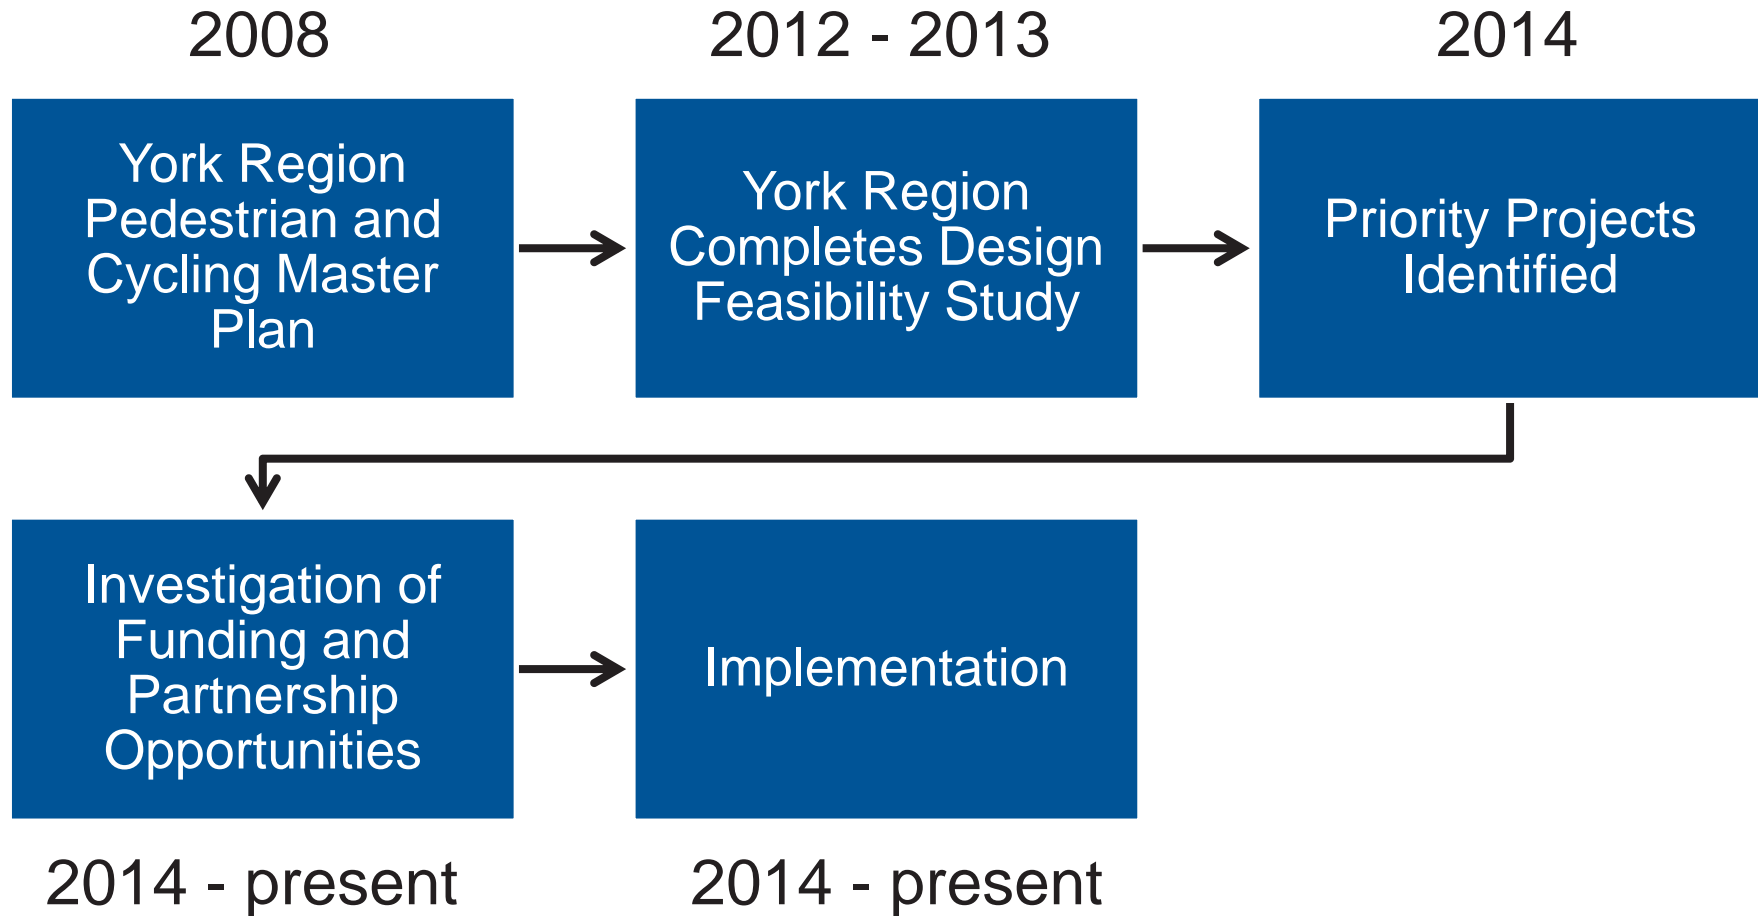 2008
2012 - 2013
2014
York Region
Pedestrian and
Cycling Master
Plan
York Region
Completes Design
Feasibility Study
Priority Projects
Identified
Investigation of
Funding and
Partnership
Opportunities
Implementation
2014 - present
2014 - present